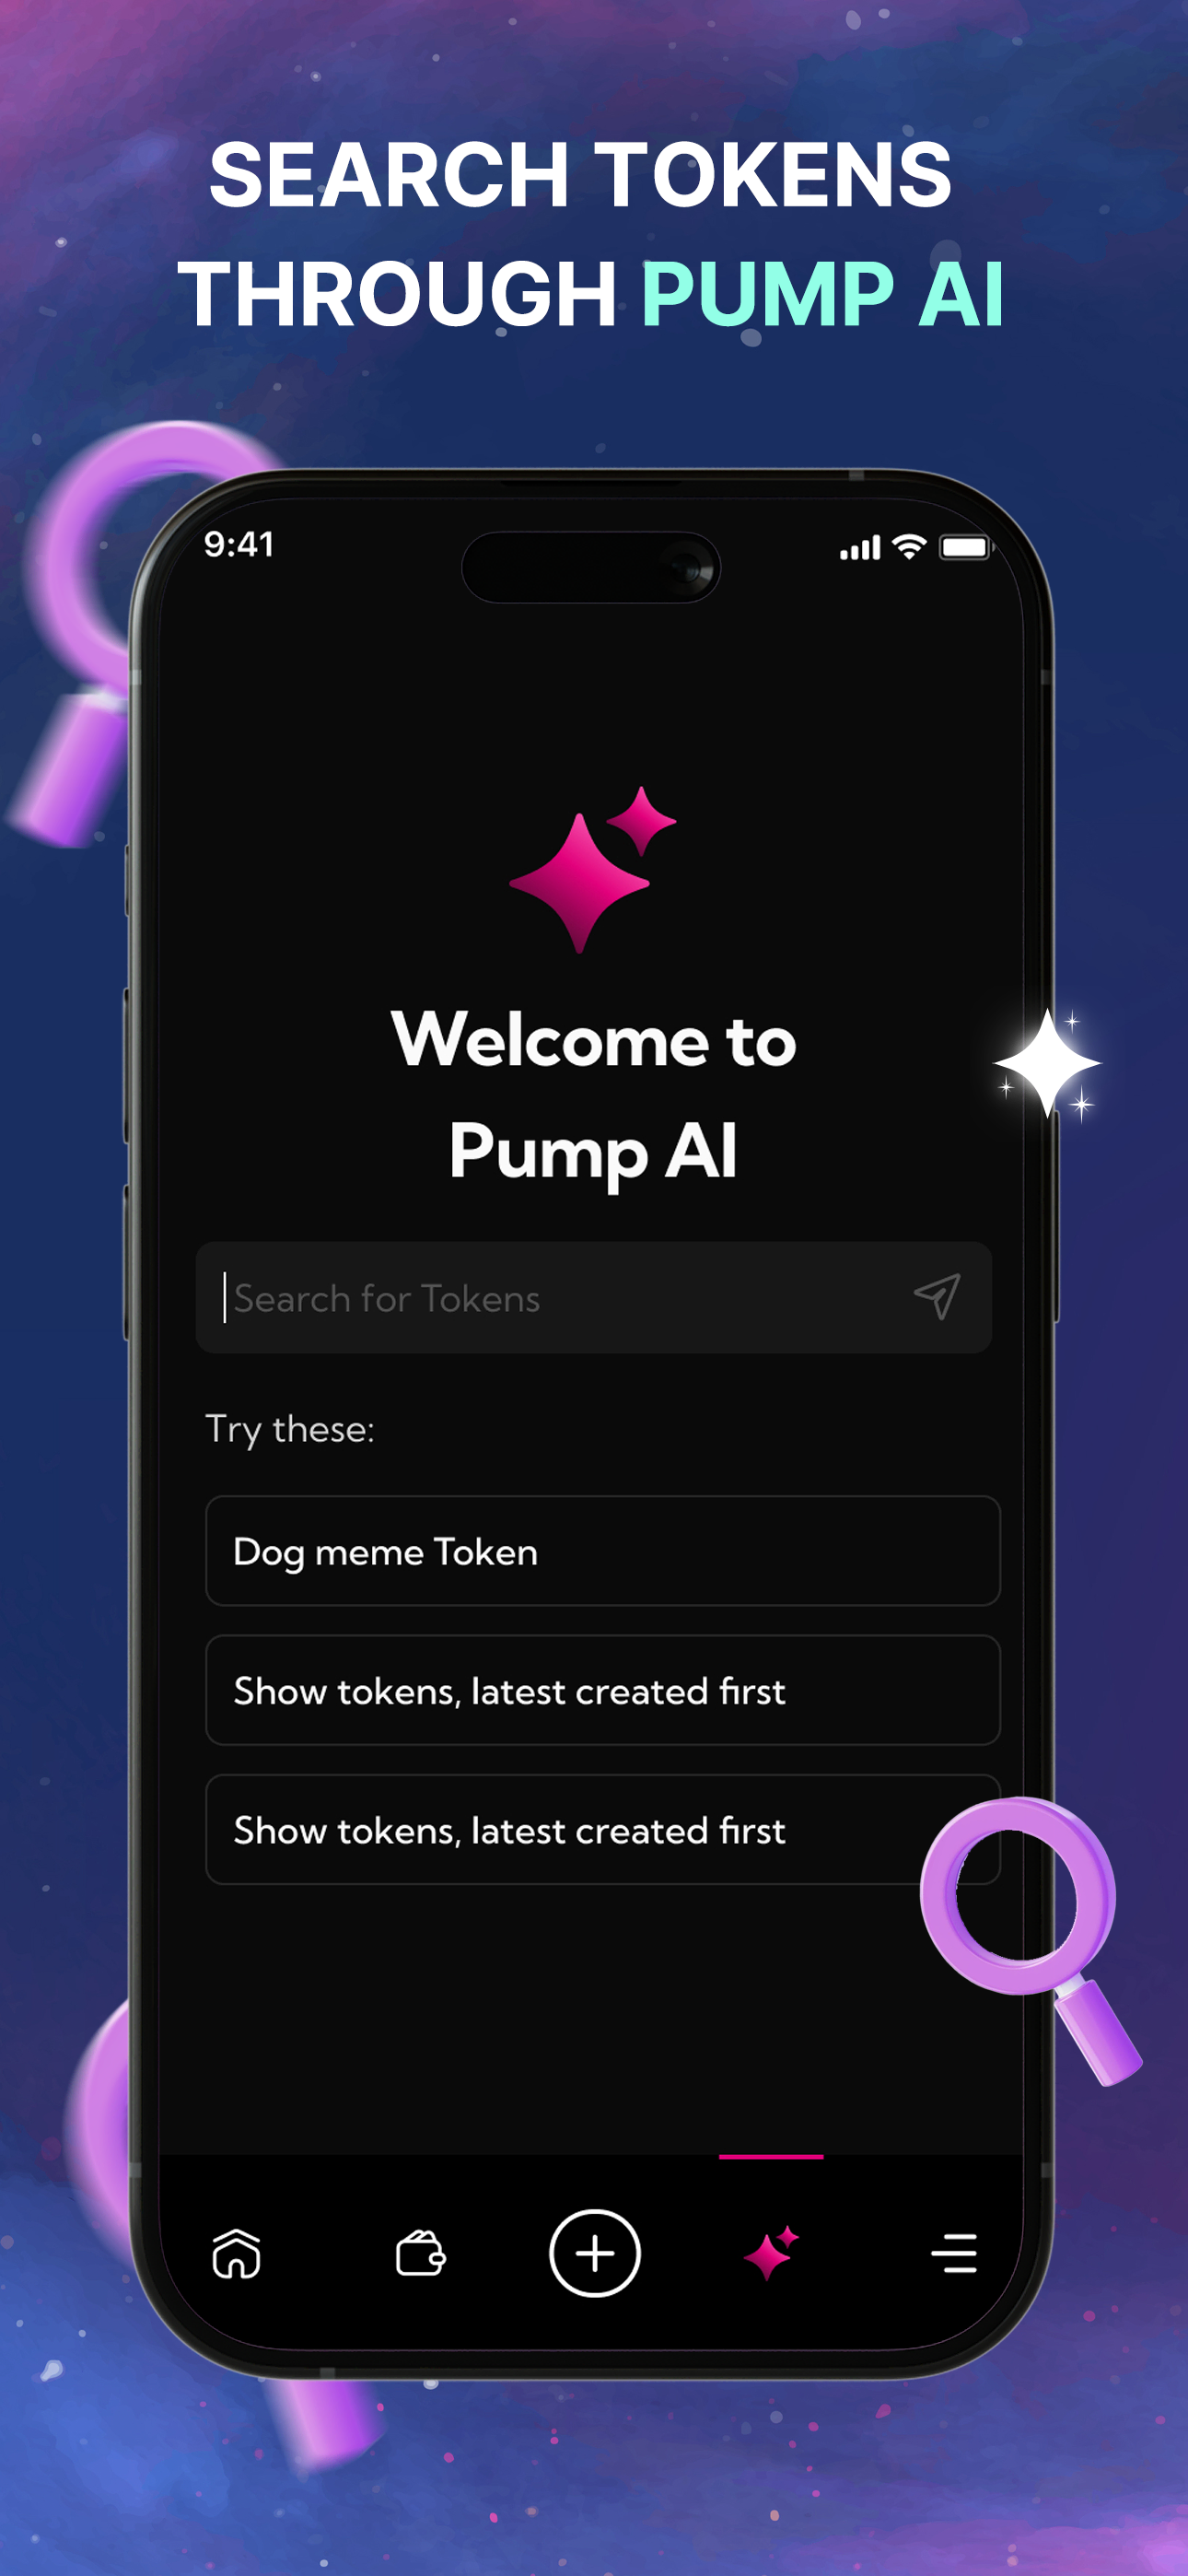 SEARCH TOKENS
THROUGH PUMP AI
9:41
Welcome to
Pump AI
Search for Tokens
Try these:
Dog meme Token
Show tokens, latest created first
Show tokens, latest created first